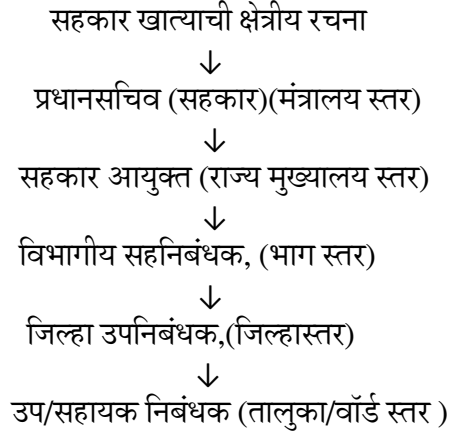 सहकार खात्याची क्षेत्रीय रचना
↓
प्रधानसचिव (सहकार)(मंत्रालय स्तर)
↓
सहकार आयुक्त (राज्य मुख्यालय स्तर)
↓
विभागीय सहनिबंधक, (भाग स्तर)
↓
जिल्हा उपनिबंधक,(जिल्हास्तर)
↓
उप/सहायक निबंधक (तालुका/वॉर्ड स्तर )